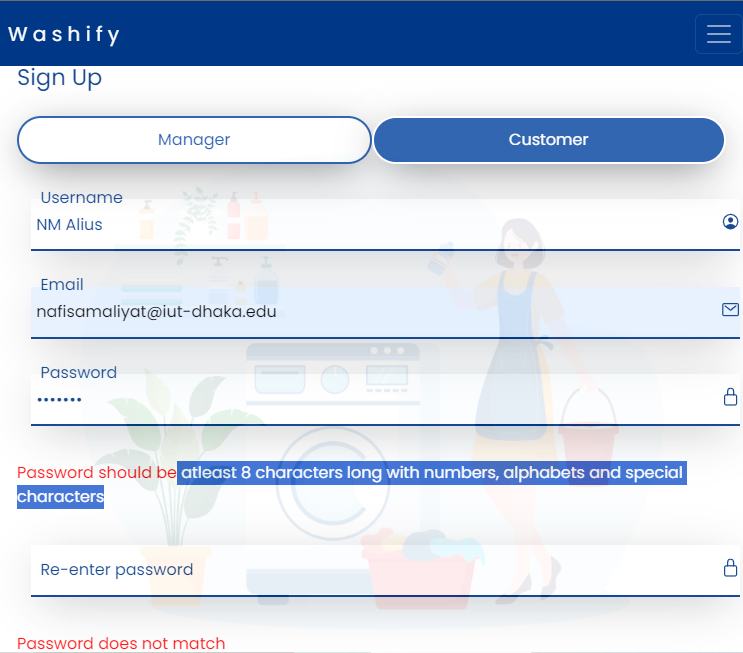 Washify
Sign Up
Manager Customer
Username
NM Alius
Email
nafisamaliyat@iut-dhaka.edu
Password
•••••••
Password should be atleast 8 characters long with numbers, alphabets and special
characters
Re-enter password
Password does not match